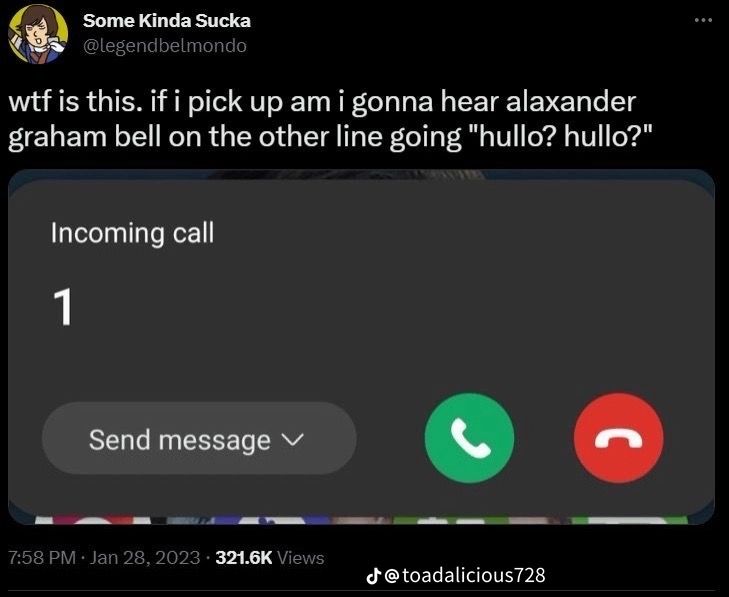 Some Kinda Sucka
@legendbelmondo
wtf is this. if i pick up am i gonna hear alaxander
graham bell on the other line going "hullo? hullo?"
Incoming call
1
Send message
7:58 PM · Jan 28, 2023 · 321.6K Views
@toadalicious728